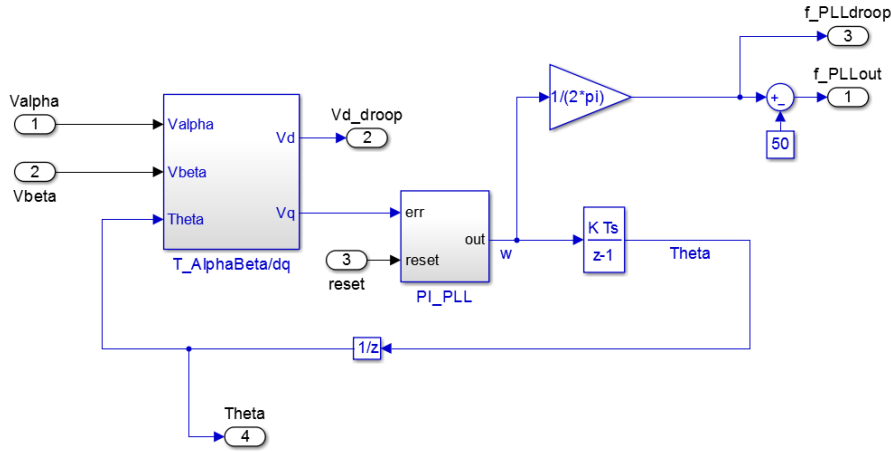 f_PLLdroop
3
f_PLLout
1
1/(2*pi)
+
-
50
Valpha
1
2
Vbeta
Valpha
Vbeta
Theta
Vd
Vq
T_AlphaBeta/dq
Vd_droop
2
3
reset
err
reset
out
PI_PLL
w
K Ts
z-1
Theta
1/z
Theta
4